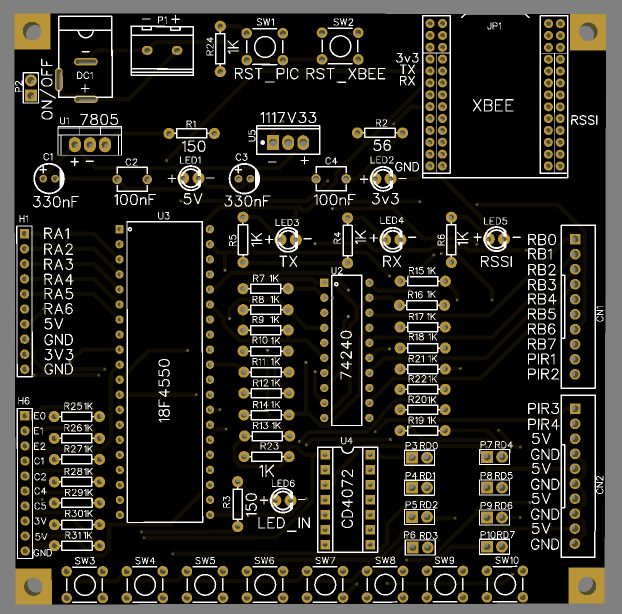 P1
SW1
SW2
JP1
R24
1K
RST_PIC
RST_XBEE
3v3
TX
RX
XBEE
RSSI
P2
ON/OFF
DC1
U1
7805
R1
150
U5
1117V33
R2
56
C1
330nF
C2
100nF
LED1
5V
C3
330nF
C4
100nF
LED2
GND
3v3
H1
RA1
RA2
RA3
RA4
RA5
RA6
5V
GND
3V3
GND
U3
18F4550
R5
1K
LED3
TX
R4
1K
LED4
RX
R6
1K
LED5
RSSI
RB0
RB1
RB2
RB3
RB4
RB5
RB6
RB7
PIR1
PIR2
CN1
R7 1K
R8 1K
R9 1K
R10 1K
R11 1K
R12 1K
R14 1K
R13 1K
R23
1K
U2
74240
R15 1K
R16 1K
R17 1K
R18 1K
R21 1K
R22 1K
R20 1K
R19 1K
H6
E0
E1
E2
C1
C2
C4
C5
3V
5V
GND
R25 1K
R26 1K
R27 1K
R28 1K
R29 1K
R30 1K
R31 1K
R3
150
LED6
LED_IN
U4
CD4072
P3 RD0
P4 RD1
P5 RD2
P6 RD3
P7 RD4
P8 RD5
P9 RD6
P10 RD7
PIR3
PIR4
5V
GND
5V
GND
5V
GND
5V
GND
CN2
SW3
SW4
SW5
SW6
SW7
SW8
SW9
SW10